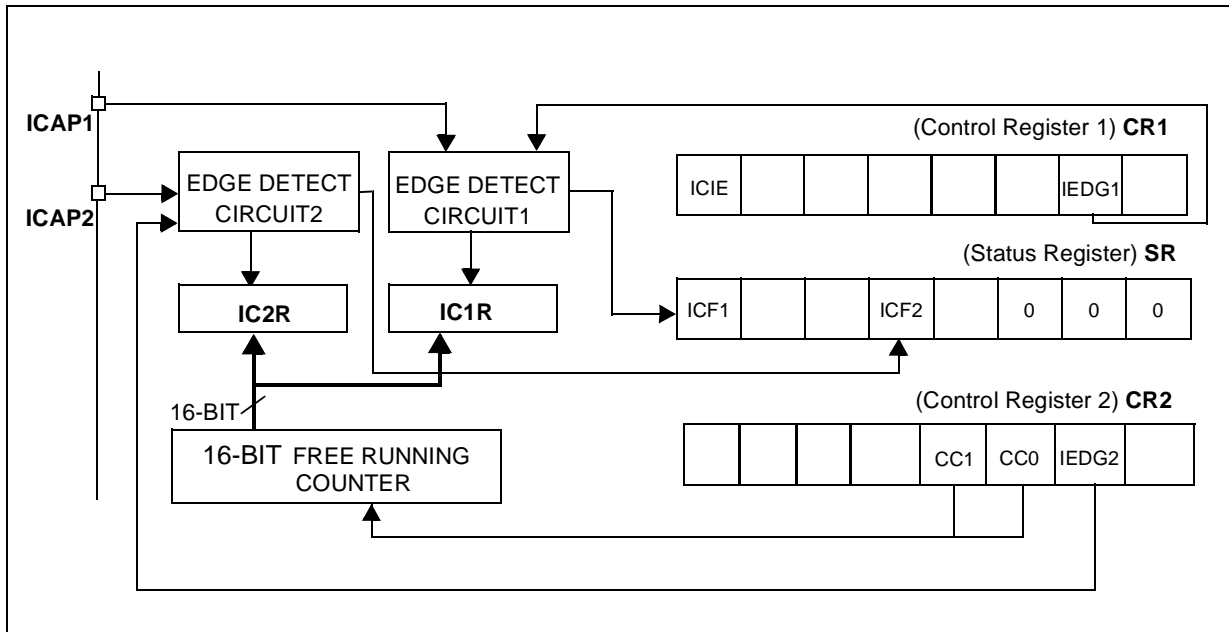 ICAP1
ICAP2
EDGE DETECT
CIRCUIT2
EDGE DETECT
CIRCUIT1
IC2R
IC1R
16-BIT
16-BIT FREE RUNNING
COUNTER
(Control Register 1) CR1
ICIE IEDG1
(Status Register) SR
ICF1 ICF2 0 0 0
(Control Register 2) CR2
CC1 CC0 IEDG2